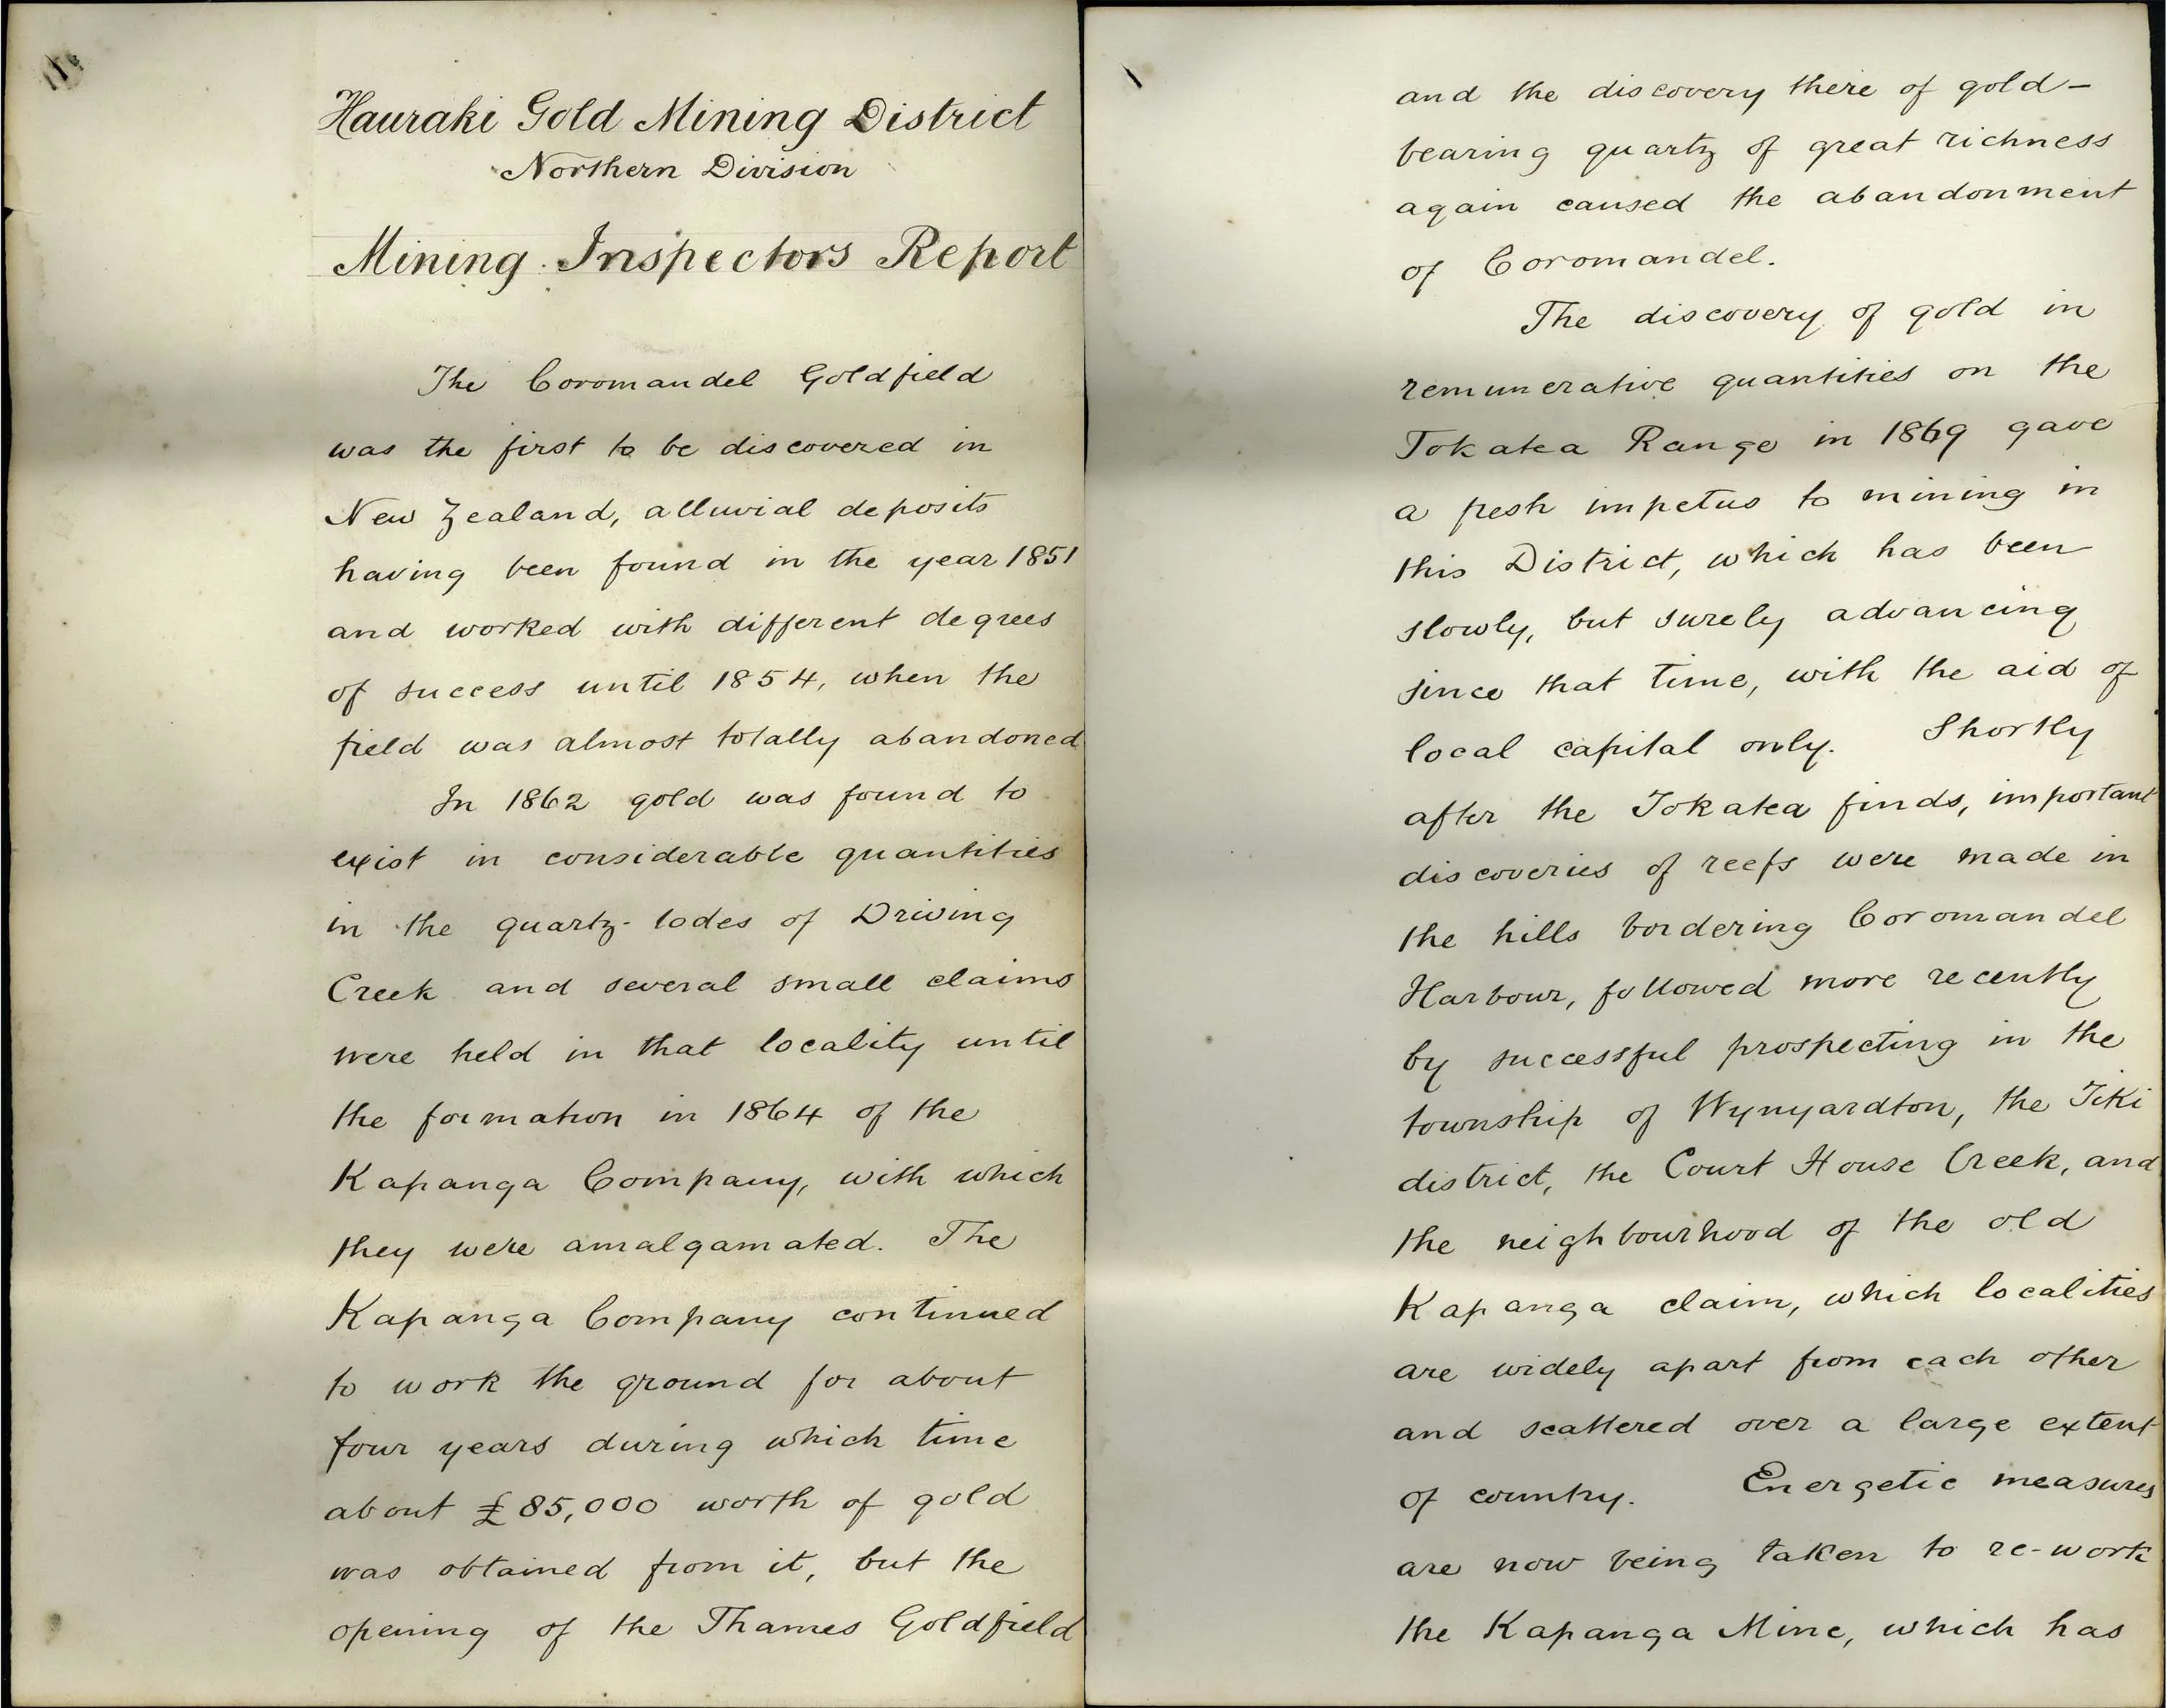 Hauraki Gold Mining District
Northern Division
Mining Inspectors Report
The Coromandel Goldfield
was the first to be discovered in
New Zealand, alluvial deposits
having been found in the year 1851
and worked with different degrees
of success until 1854, when the
field was almost totally abandoned
In 1862 gold was found to
exist in considerable quantities
in the quartz-lodes of Driving
Creek and several small claims
were held in that locality until
the formation in 1864 of the
Kapanga Company, with which
they were amalgamated. The
Kapanga Company continued
to work the ground for about
four years during which time
about £85,000 worth of gold
was obtained from it, but the
opening of the Thames Goldfield
and the discovery there of gold-
bearing quartz of great richness
again caused the abandonment
of Coromandel.
The discovery of gold in
remunerative quantities on the
Tokatea Range in 1869 gave
a fresh impetus to mining in
this District, which has been
slowly, but surely advancing
since that time, with the aid of
local capital only. Shortly
after the Tokatea finds, important
discoveries of reefs were made in
the hills bordering Coromandel
Harbour, followed more recently
by successful prospecting in the
township of Wynyardton, the Tiki
district, the Court House Creek, and
the neighbourhood of the old
Kapanga claim, which localities
are widely apart from each other
and scattered over a large extent
of country. Energetic measures
are now being taken to re-work
the Kapanga Mine, which has